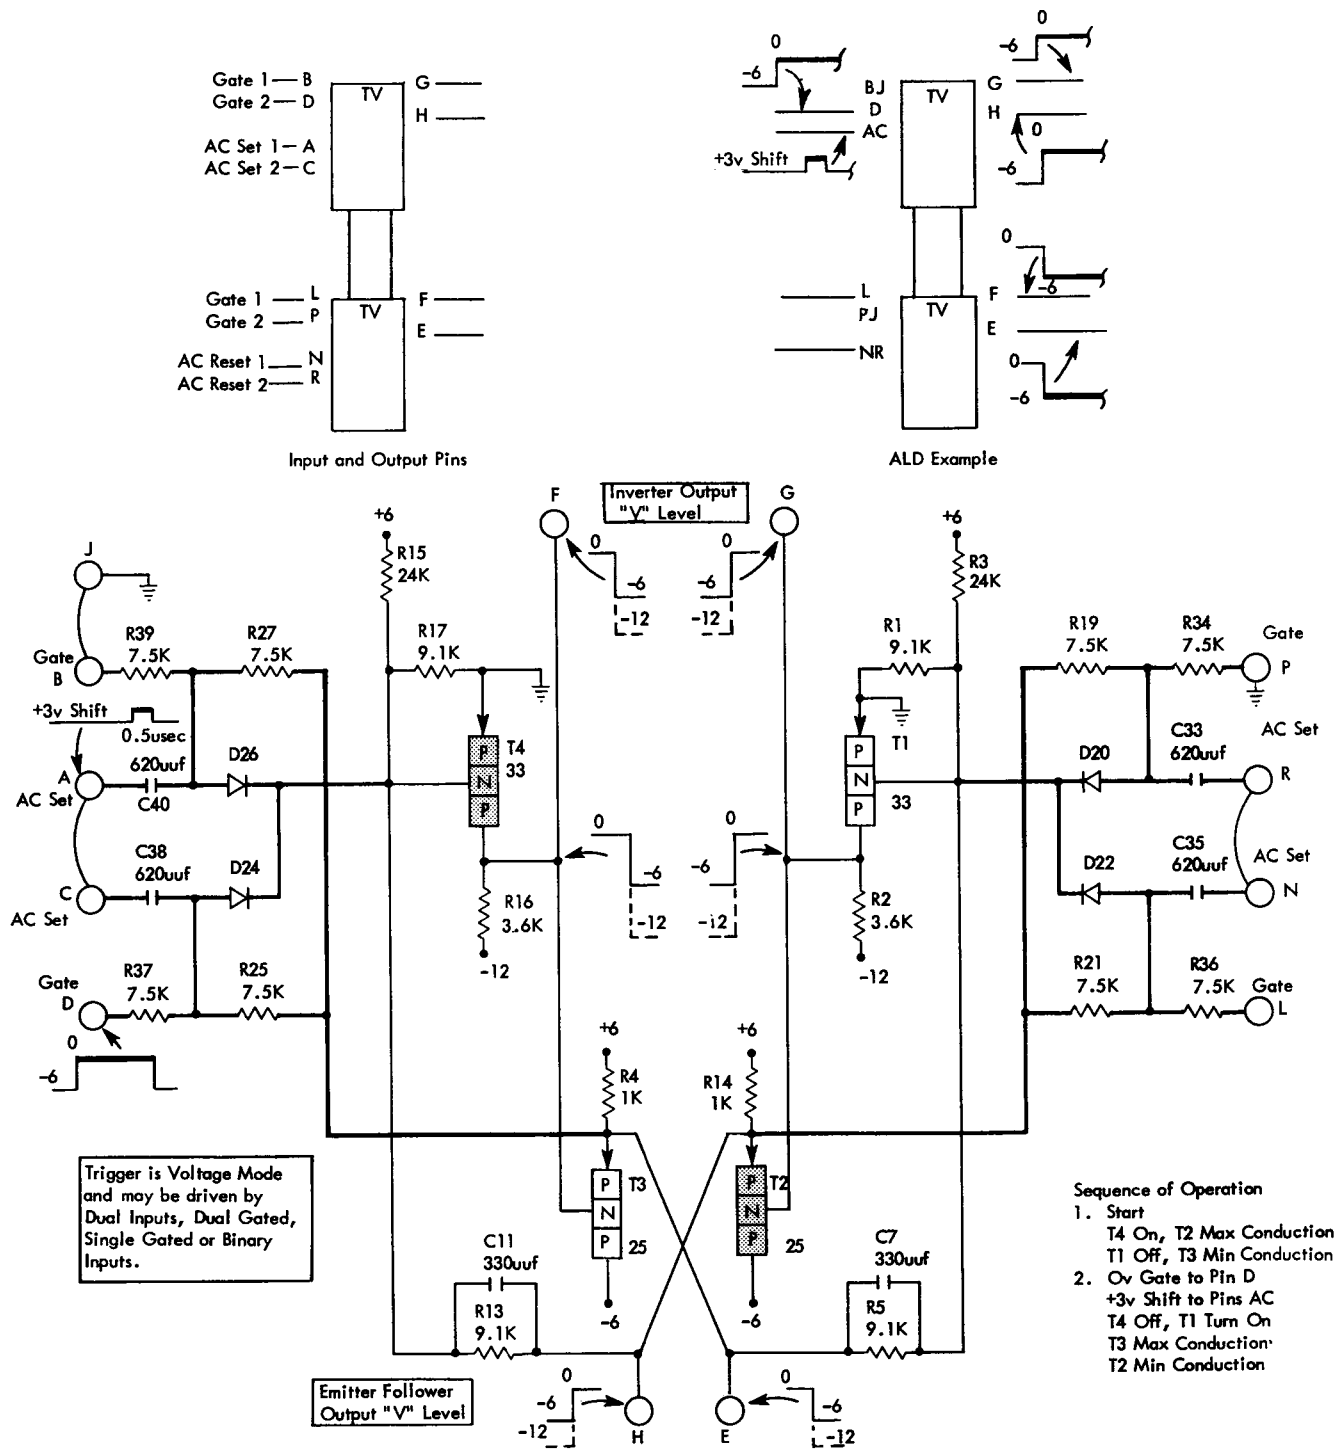 Gate 1 — B
Gate 2 — D
AC Set 1 — A
AC Set 2 — C
TV
G
H
Gate 1 — L
Gate 2 — P
AC Reset 1 — N
AC Reset 2 — R
TV
F
E
Input and Output Pins
0
-6
BJ
D
AC
+3v Shift
TV
G
H
0
-6
0
-6
L
PJ
NR
TV
F
E
0
-6
0
-6
ALD Example
J
Gate
B
R39
7.5K
R27
7.5K
+3v Shift
0.5usec
A
AC Set
620uuf
C40
D26
C38
620uuf
D24
C
AC Set
Gate
D
R37
7.5K
R25
7.5K
0
-6
+6
R15
24K
R17
9.1K
P
N
P
T4
33
R16
3.6K
-12
F
Inverter Output
"V" Level
G
0
-6
-12
0
-6
-12
0
-6
-12
0
-6
-12
+6
R3
24K
R1
9.1K
T1
P
N
P
33
R2
3.6K
-12
R19
7.5K
R34
7.5K
Gate
P
AC Set
C33
620uuf
D20
R
D22
C35
620uuf
AC Set
N
R21
7.5K
R36
7.5K
Gate
L
+6
R4
1K
+6
R14
1K
P
N
P
T3
25
-6
P
N
P
T2
25
-6
C11
330uuf
R13
9.1K
C7
330uuf
R5
9.1K
Trigger is Voltage Mode
and may be driven by
Dual Inputs, Dual Gated,
Single Gated or Binary
Inputs.
Emitter Follower
Output "V" Level
0
-6
-12
H
E
0
-6
-12
Sequence of Operation
1. Start
T4 On, T2 Max Conduction
T1 Off, T3 Min Conduction
2. 0v Gate to Pin D
+3v Shift to Pins AC
T4 Off, T1 Turn On
T3 Max Conduction
T2 Min Conduction